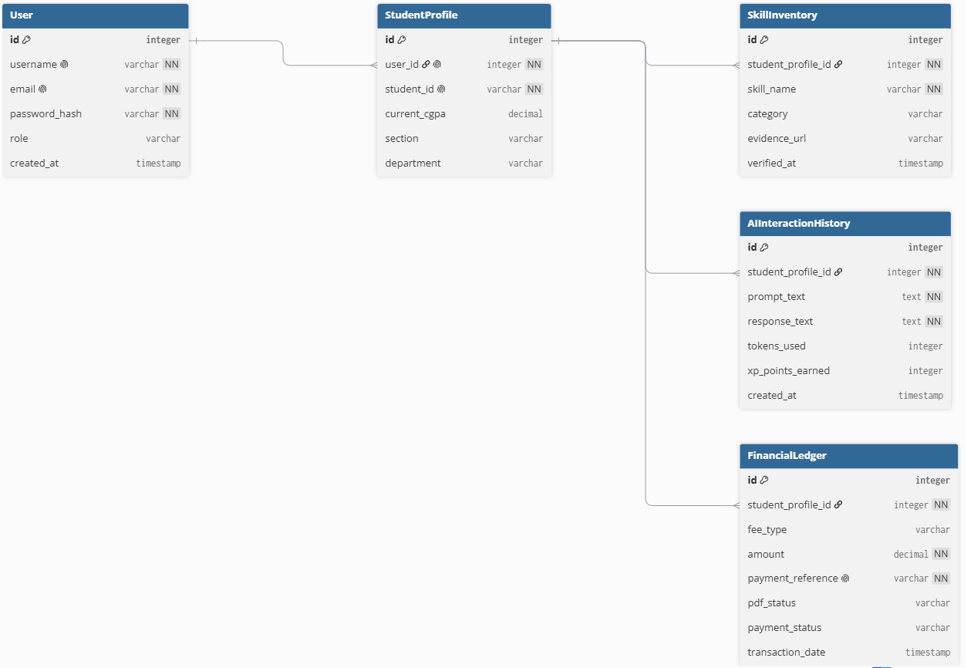 User
id integer
username varchar NN
email varchar NN
password_hash varchar NN
role varchar
created_at timestamp
StudentProfile
id integer
user_id integer NN
student_id varchar NN
current_cgpa decimal
section varchar
department varchar
SkillInventory
id integer
student_profile_id integer NN
skill_name varchar NN
category varchar
evidence_url varchar
verified_at timestamp
AIInteractionHistory
id integer
student_profile_id integer NN
prompt_text text NN
response_text text NN
tokens_used integer
xp_points_earned integer
created_at timestamp
FinancialLedger
id integer
student_profile_id integer NN
fee_type varchar
amount decimal NN
payment_reference varchar NN
pdf_status varchar
payment_status varchar
transaction_date timestamp